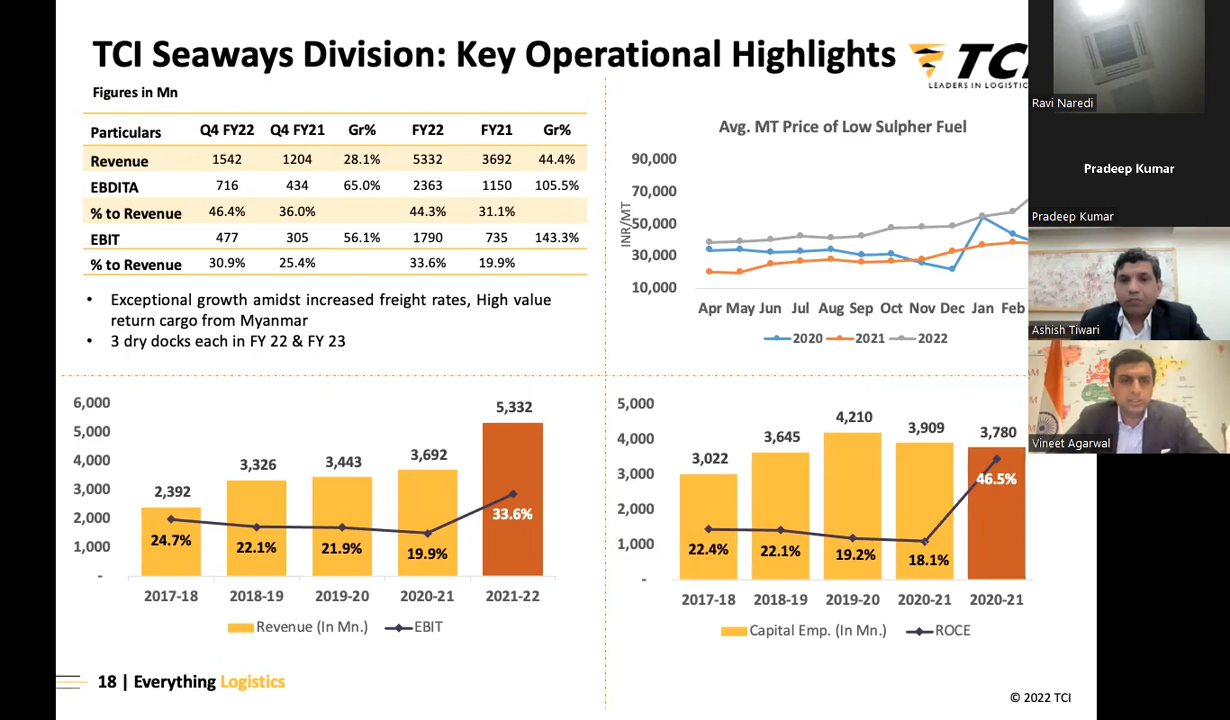 TCI Seaways Division: Key Operational Highlights
TCI
LEADERS IN LOGISTIC
Figures in Mn
Particulars Q4 FY22 Q4 FY21 Gr% FY22 FY21 Gr%
Revenue 1542 1204 28.1% 5332 3692 44.4%
EBDITA 716 434 65.0% 2363 1150 105.5%
% to Revenue 46.4% 36.0% 44.3% 31.1%
EBIT 477 305 56.1% 1790 735 143.3%
% to Revenue 30.9% 25.4% 33.6% 19.9%
• Exceptional growth amidst increased freight rates, High value
return cargo from Myanmar
• 3 dry docks each in FY 22 & FY 23
Avg. MT Price of Low Sulpher Fuel
INR/MT
90,000
70,000
50,000
30,000
10,000
Apr May Jun Jul Aug Sep Oct Nov Dec Jan Feb
2020 2021 2022
6,000
5,000
4,000
3,000
2,000
1,000
-
2,392 3,326 3,443 3,692 5,332
24.7% 22.1% 21.9% 19.9% 33.6%
2017-18 2018-19 2019-20 2020-21 2021-22
Revenue (In Mn.) EBIT
5,000
4,000
3,000
2,000
1,000
-
3,022 3,645 4,210 3,909 3,780
22.4% 22.1% 19.2% 18.1% 46.5%
2017-18 2018-19 2019-20 2020-21 2020-21
Capital Emp. (In Mn.) ROCE
18 | Everything Logistics
© 2022 TCI
Ravi Naredi
Pradeep Kumar
Pradeep Kumar
Ashish Tiwari
Vineet Agarwal